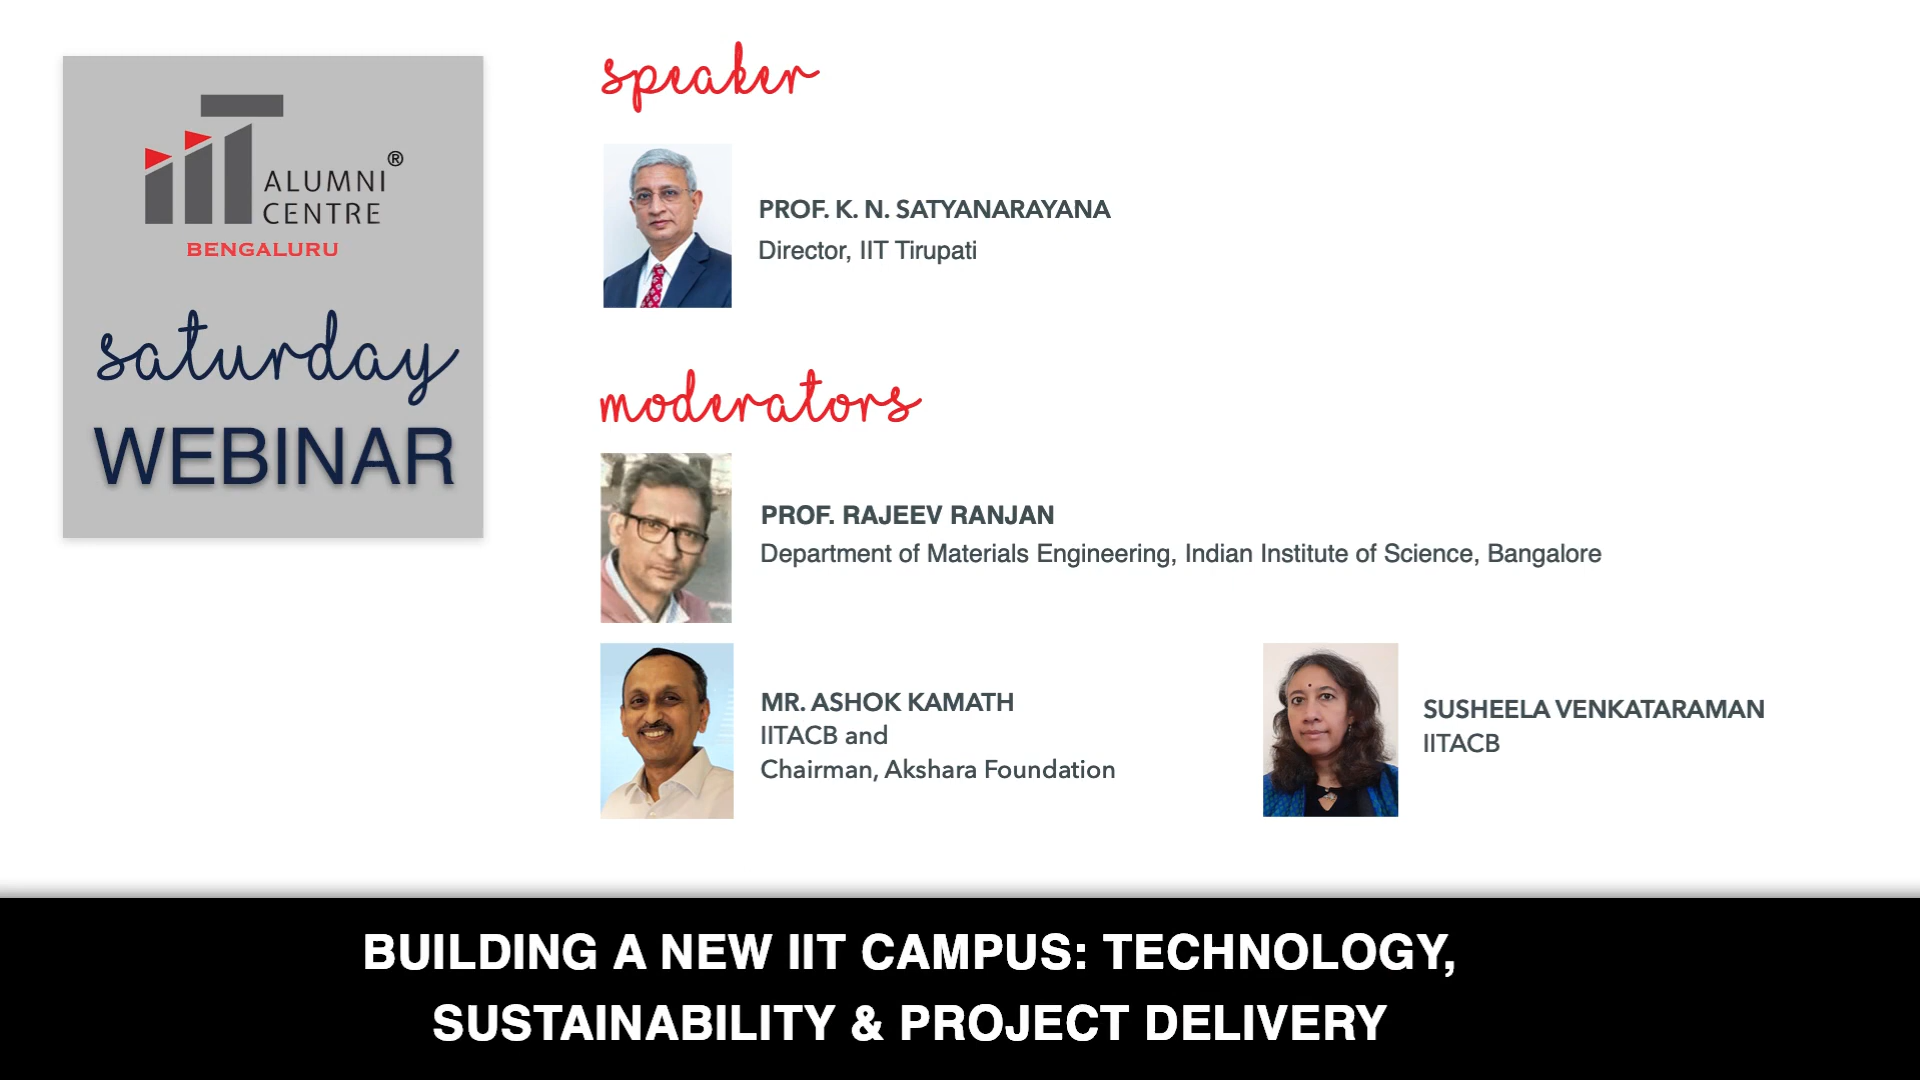 IIT ALUMNI ®
CENTRE
BENGALURU
saturday
WEBINAR
speaker
PROF. K. N. SATYANARAYANA
Director, IIT Tirupati
moderators
PROF. RAJEEV RANJAN
Department of Materials Engineering, Indian Institute of Science, Bangalore
MR. ASHOK KAMATH
IITACB and
Chairman, Akshara Foundation
SUSHEELA VENKATARAMAN
IITACB
BUILDING A NEW IIT CAMPUS: TECHNOLOGY,
SUSTAINABILITY & PROJECT DELIVERY